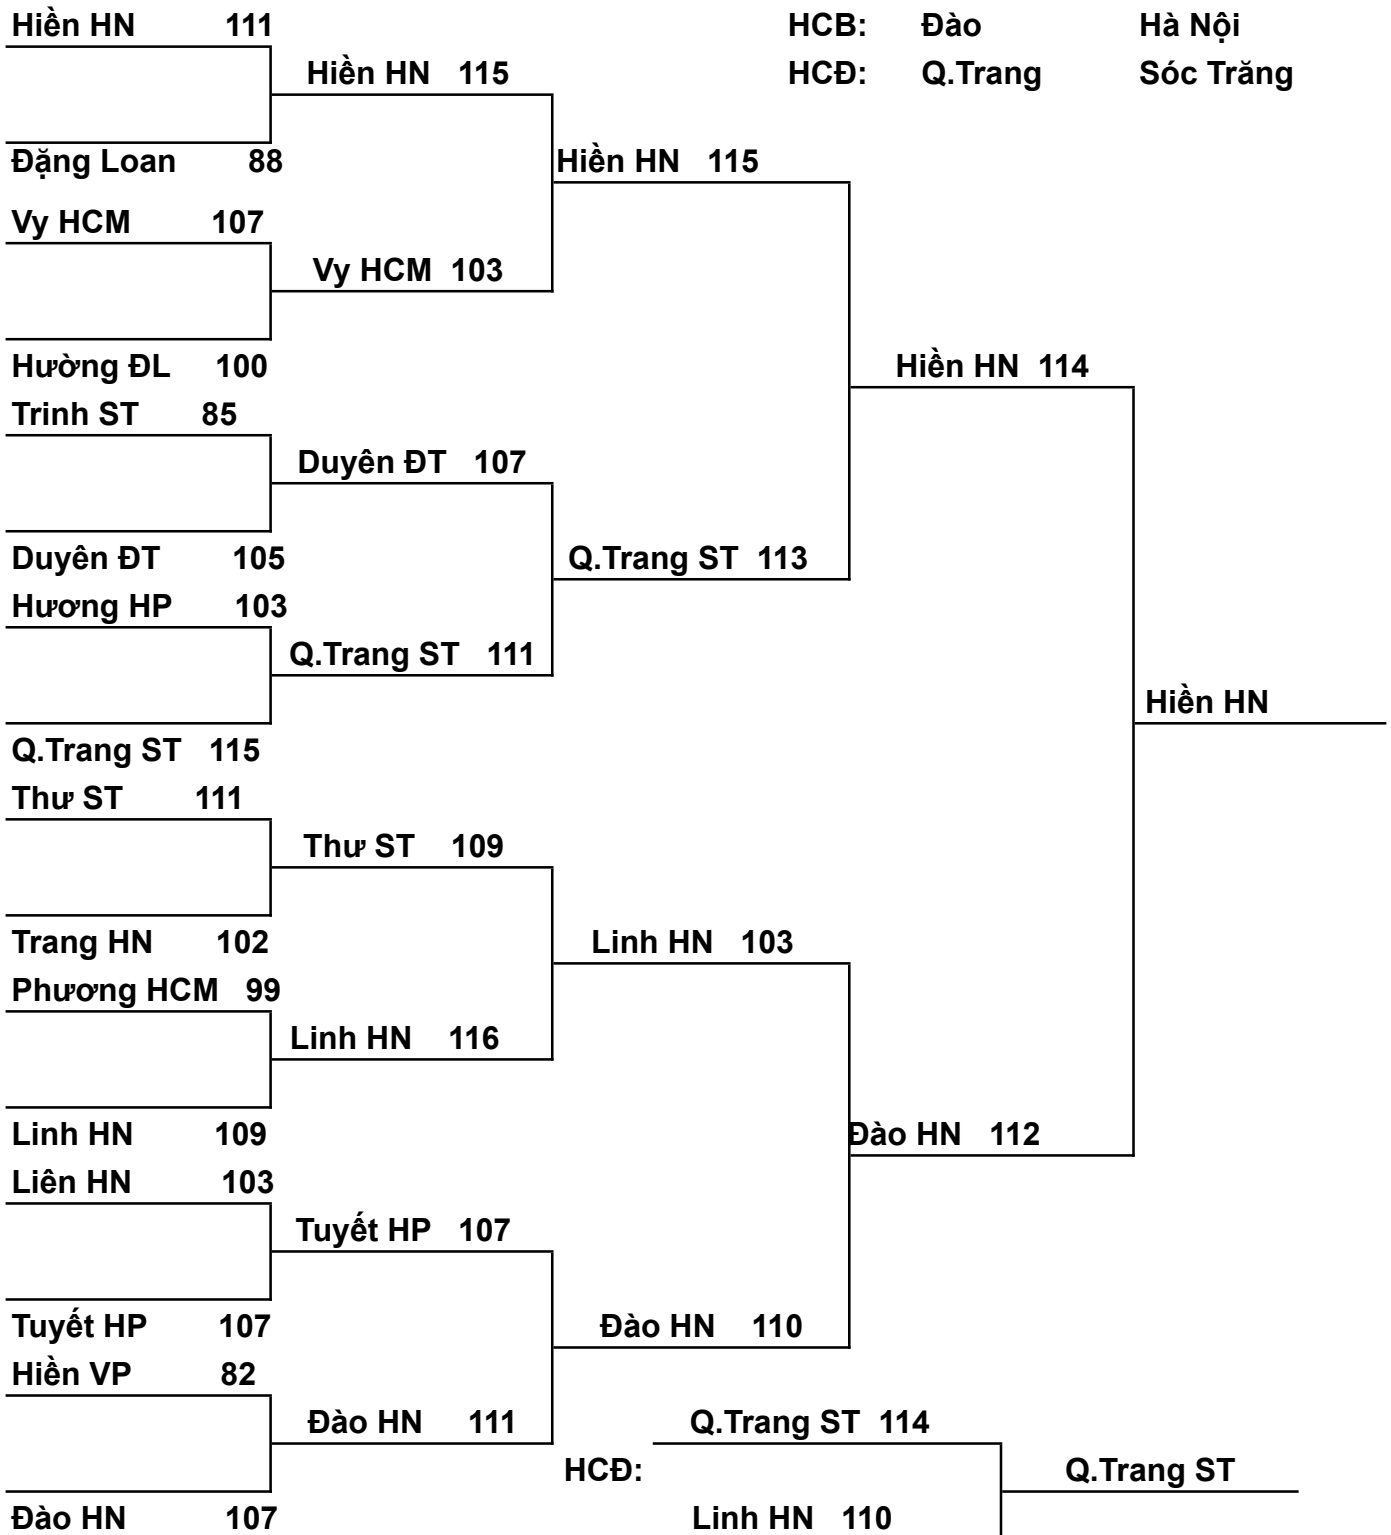 Hiền HN 111 HCB: Đào Hà Nội
Hiền HN 115 HCĐ: Q.Trang Sóc Trăng
Đặng Loan 88 Hiền HN 115
Vy HCM 107
Vy HCM 103
Hường ĐL 100 Hiền HN 114
Trinh ST 85
Duyên ĐT 107
Duyên ĐT 105 Q.Trang ST 113
Hương HP 103
Q.Trang ST 111
Hiền HN
Q.Trang ST 115
Thư ST 111
Thư ST 109
Trang HN 102 Linh HN 103
Phương HCM 99
Linh HN 116
Linh HN 109 Đào HN 112
Liên HN 103
Tuyết HP 107
Tuyết HP 107 Đào HN 110
Hiền VP 82
Đào HN 111 Q.Trang ST 114
HCĐ: Q.Trang ST
Đào HN 107 Linh HN 110